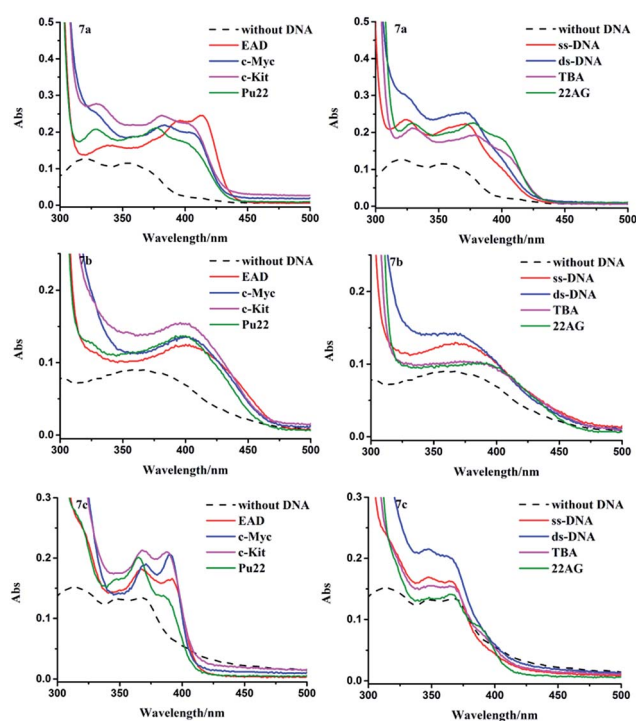 0.5
0.4
0.3
0.2
0.1
0.0
Abs
7a
without DNA
EAD
c-Myc
c-Kit
Pu22
300 350 400 450 500
Wavelength/nm
0.5
0.4
0.3
0.2
0.1
0.0
Abs
7a
without DNA
ss-DNA
ds-DNA
TBA
22AG
300 350 400 450 500
Wavelength/nm
0.2
0.1
0.0
Abs
7b
without DNA
EAD
c-Myc
c-Kit
Pu22
300 350 400 450 500
Wavelength/nm
0.2
0.1
0.0
Abs
7b
without DNA
ss-DNA
ds-DNA
TBA
22AG
300 350 400 450 500
Wavelength/nm
0.3
0.2
0.1
0.0
Abs
7c
without DNA
EAD
c-Myc
c-Kit
Pu22
300 350 400 450 500
Wavelength/nm
0.3
0.2
0.1
0.0
Abs
7c
without DNA
ss-DNA
ds-DNA
TBA
22AG
300 350 400 450 500
Wavelength/nm